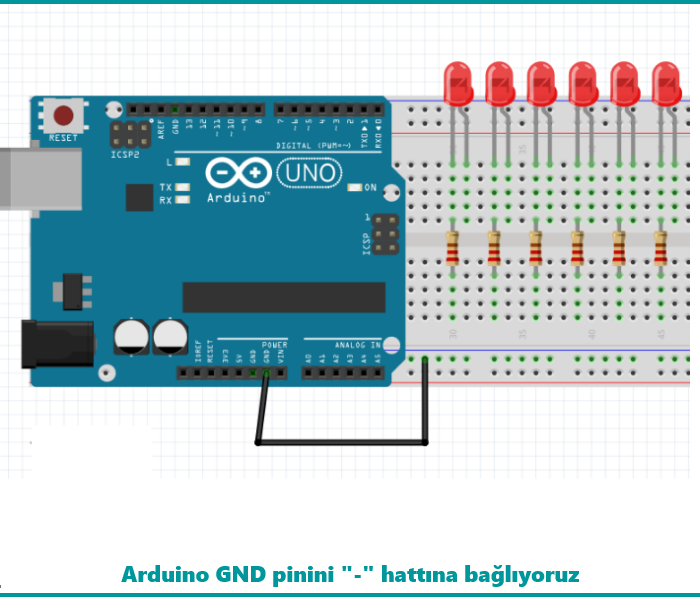 RESET
ICSP2
AREF
GND
13
12
~11
~10
~9
8
7
~6
~5
4
~3
2
TXD▶1
RXD◀0
DIGITAL (PWM=~)
L
TX
RX
Arduino™
UNO
ON
1
ICSP
35
IOREF
RESET
3V3
5V
GND
GND
VIN
POWER
A0
A1
A2
A3
A4
A5
ANALOG IN
30
35
40
45
Arduino GND pinini "-" hattına bağlıyoruz